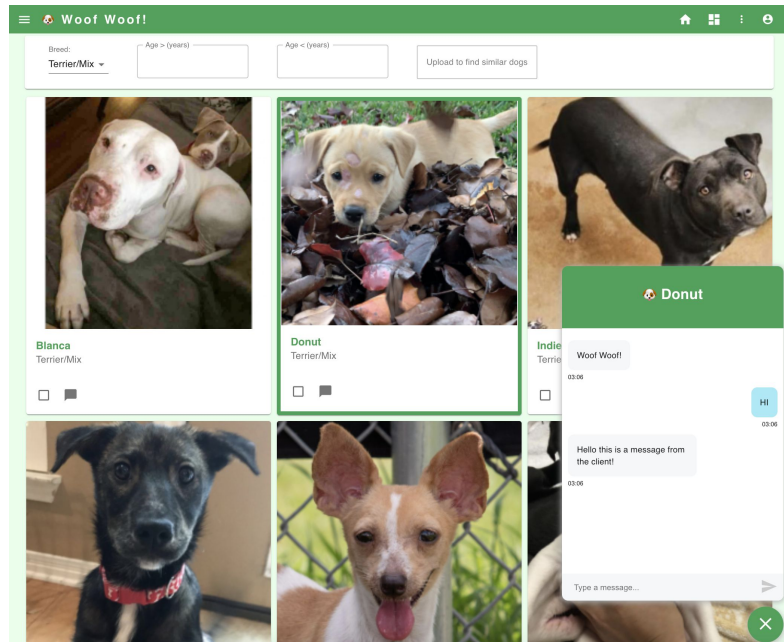 Woof Woof!
Breed:
Terrier/Mix
Age > (years)
Age < (years)
Upload to find similar dogs
Blanca
Terrier/Mix
Donut
Terrier/Mix
Indie
Terrie
Donut
Woof Woof!
03:06
HI
03:06
Hello this is a message from
the client!
03:06
Type a message...